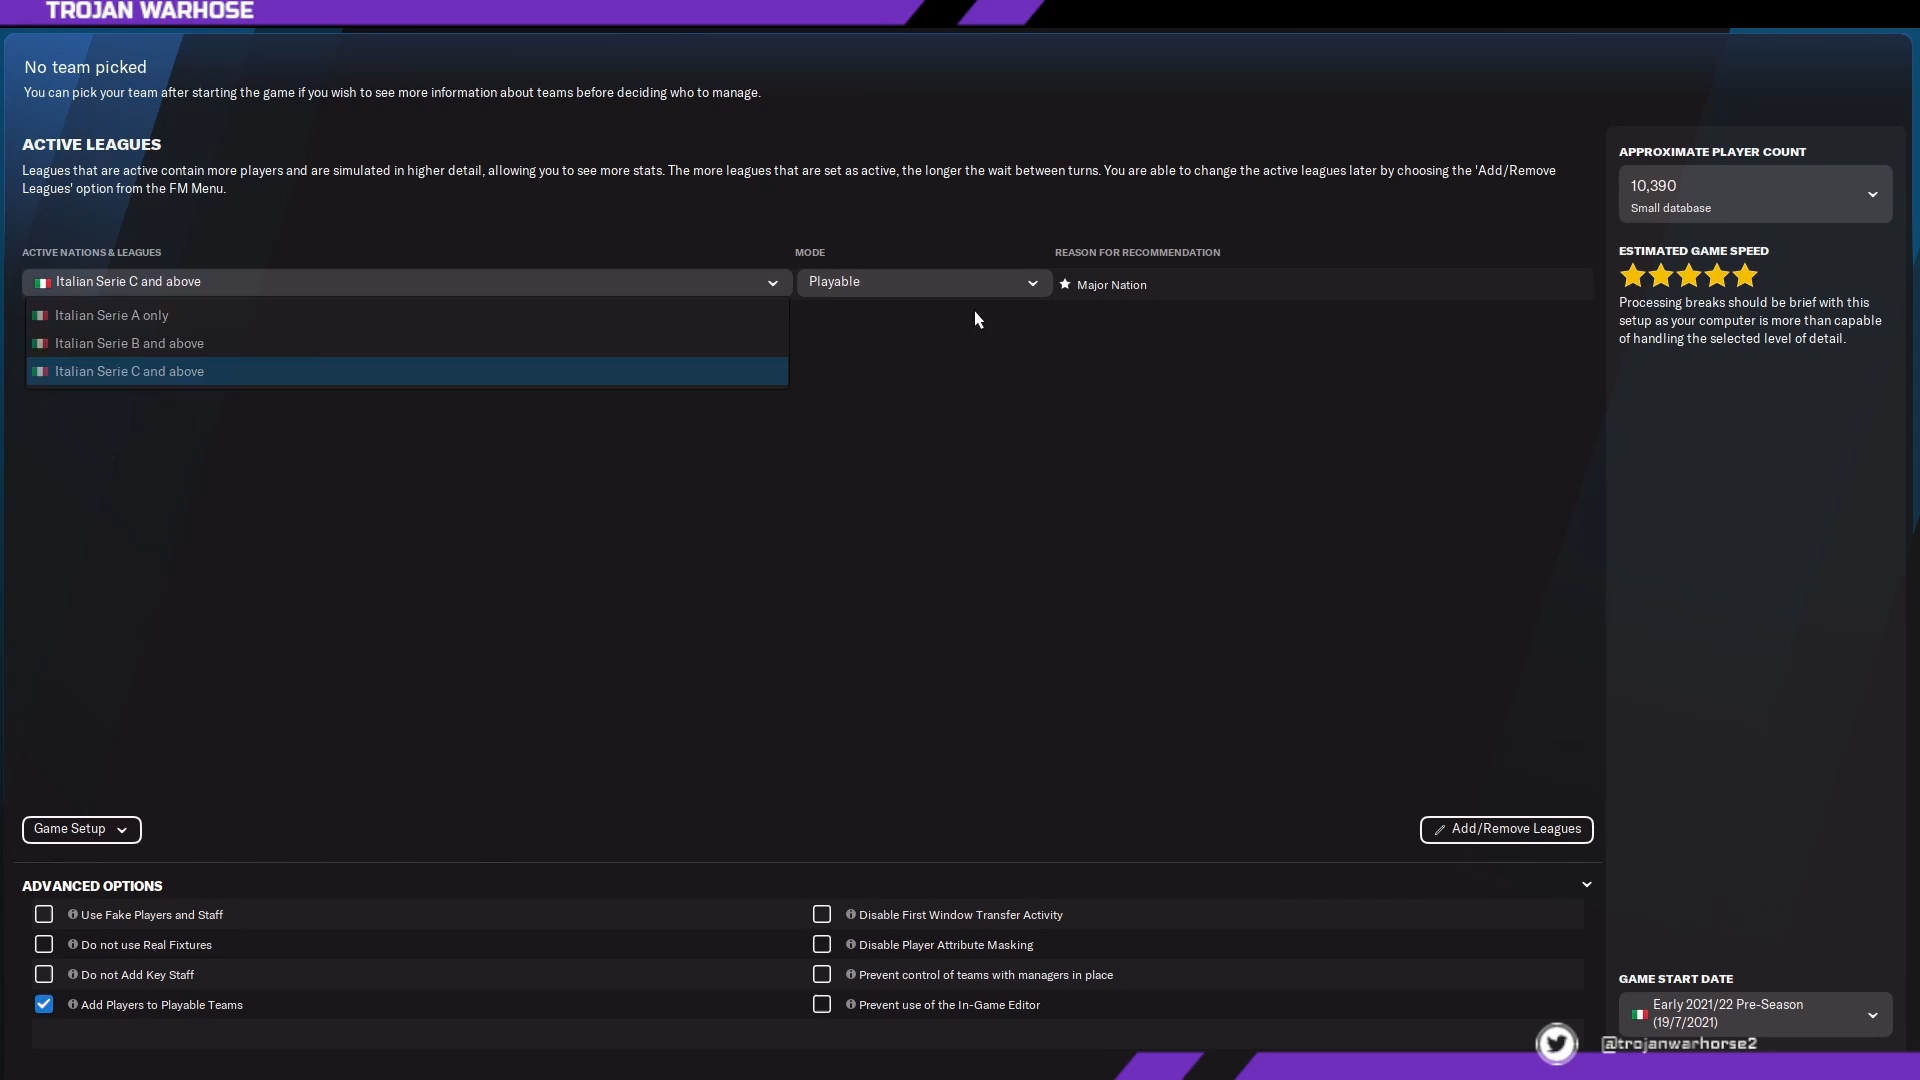 TROJAN WARHOSE
No team picked
You can pick your team after starting the game if you wish to see more information about teams before deciding who to manage.
ACTIVE LEAGUES
Leagues that are active contain more players and are simulated in higher detail, allowing you to see more stats. The more leagues that are set as active, the longer the wait between turns. You are able to change the active leagues later by choosing the 'Add/Remove
Leagues' option from the FM Menu.
ACTIVE NATIONS & LEAGUES
MODE
REASON FOR RECOMMENDATION
Italian Serie C and above
Playable
Major Nation
Italian Serie A only
Italian Serie B and above
Italian Serie C and above
Game Setup
Add/Remove Leagues
ADVANCED OPTIONS
Use Fake Players and Staff
Disable First Window Transfer Activity
Do not use Real Fixtures
Disable Player Attribute Masking
Do not Add Key Staff
Prevent control of teams with managers in place
Add Players to Playable Teams
Prevent use of the In-Game Editor
APPROXIMATE PLAYER COUNT
10,390
Small database
ESTIMATED GAME SPEED
Processing breaks should be brief with this
setup as your computer is more than capable
of handling the selected level of detail.
GAME START DATE
Early 2021/22 Pre-Season
(19/7/2021)
@trojanwarhorse2